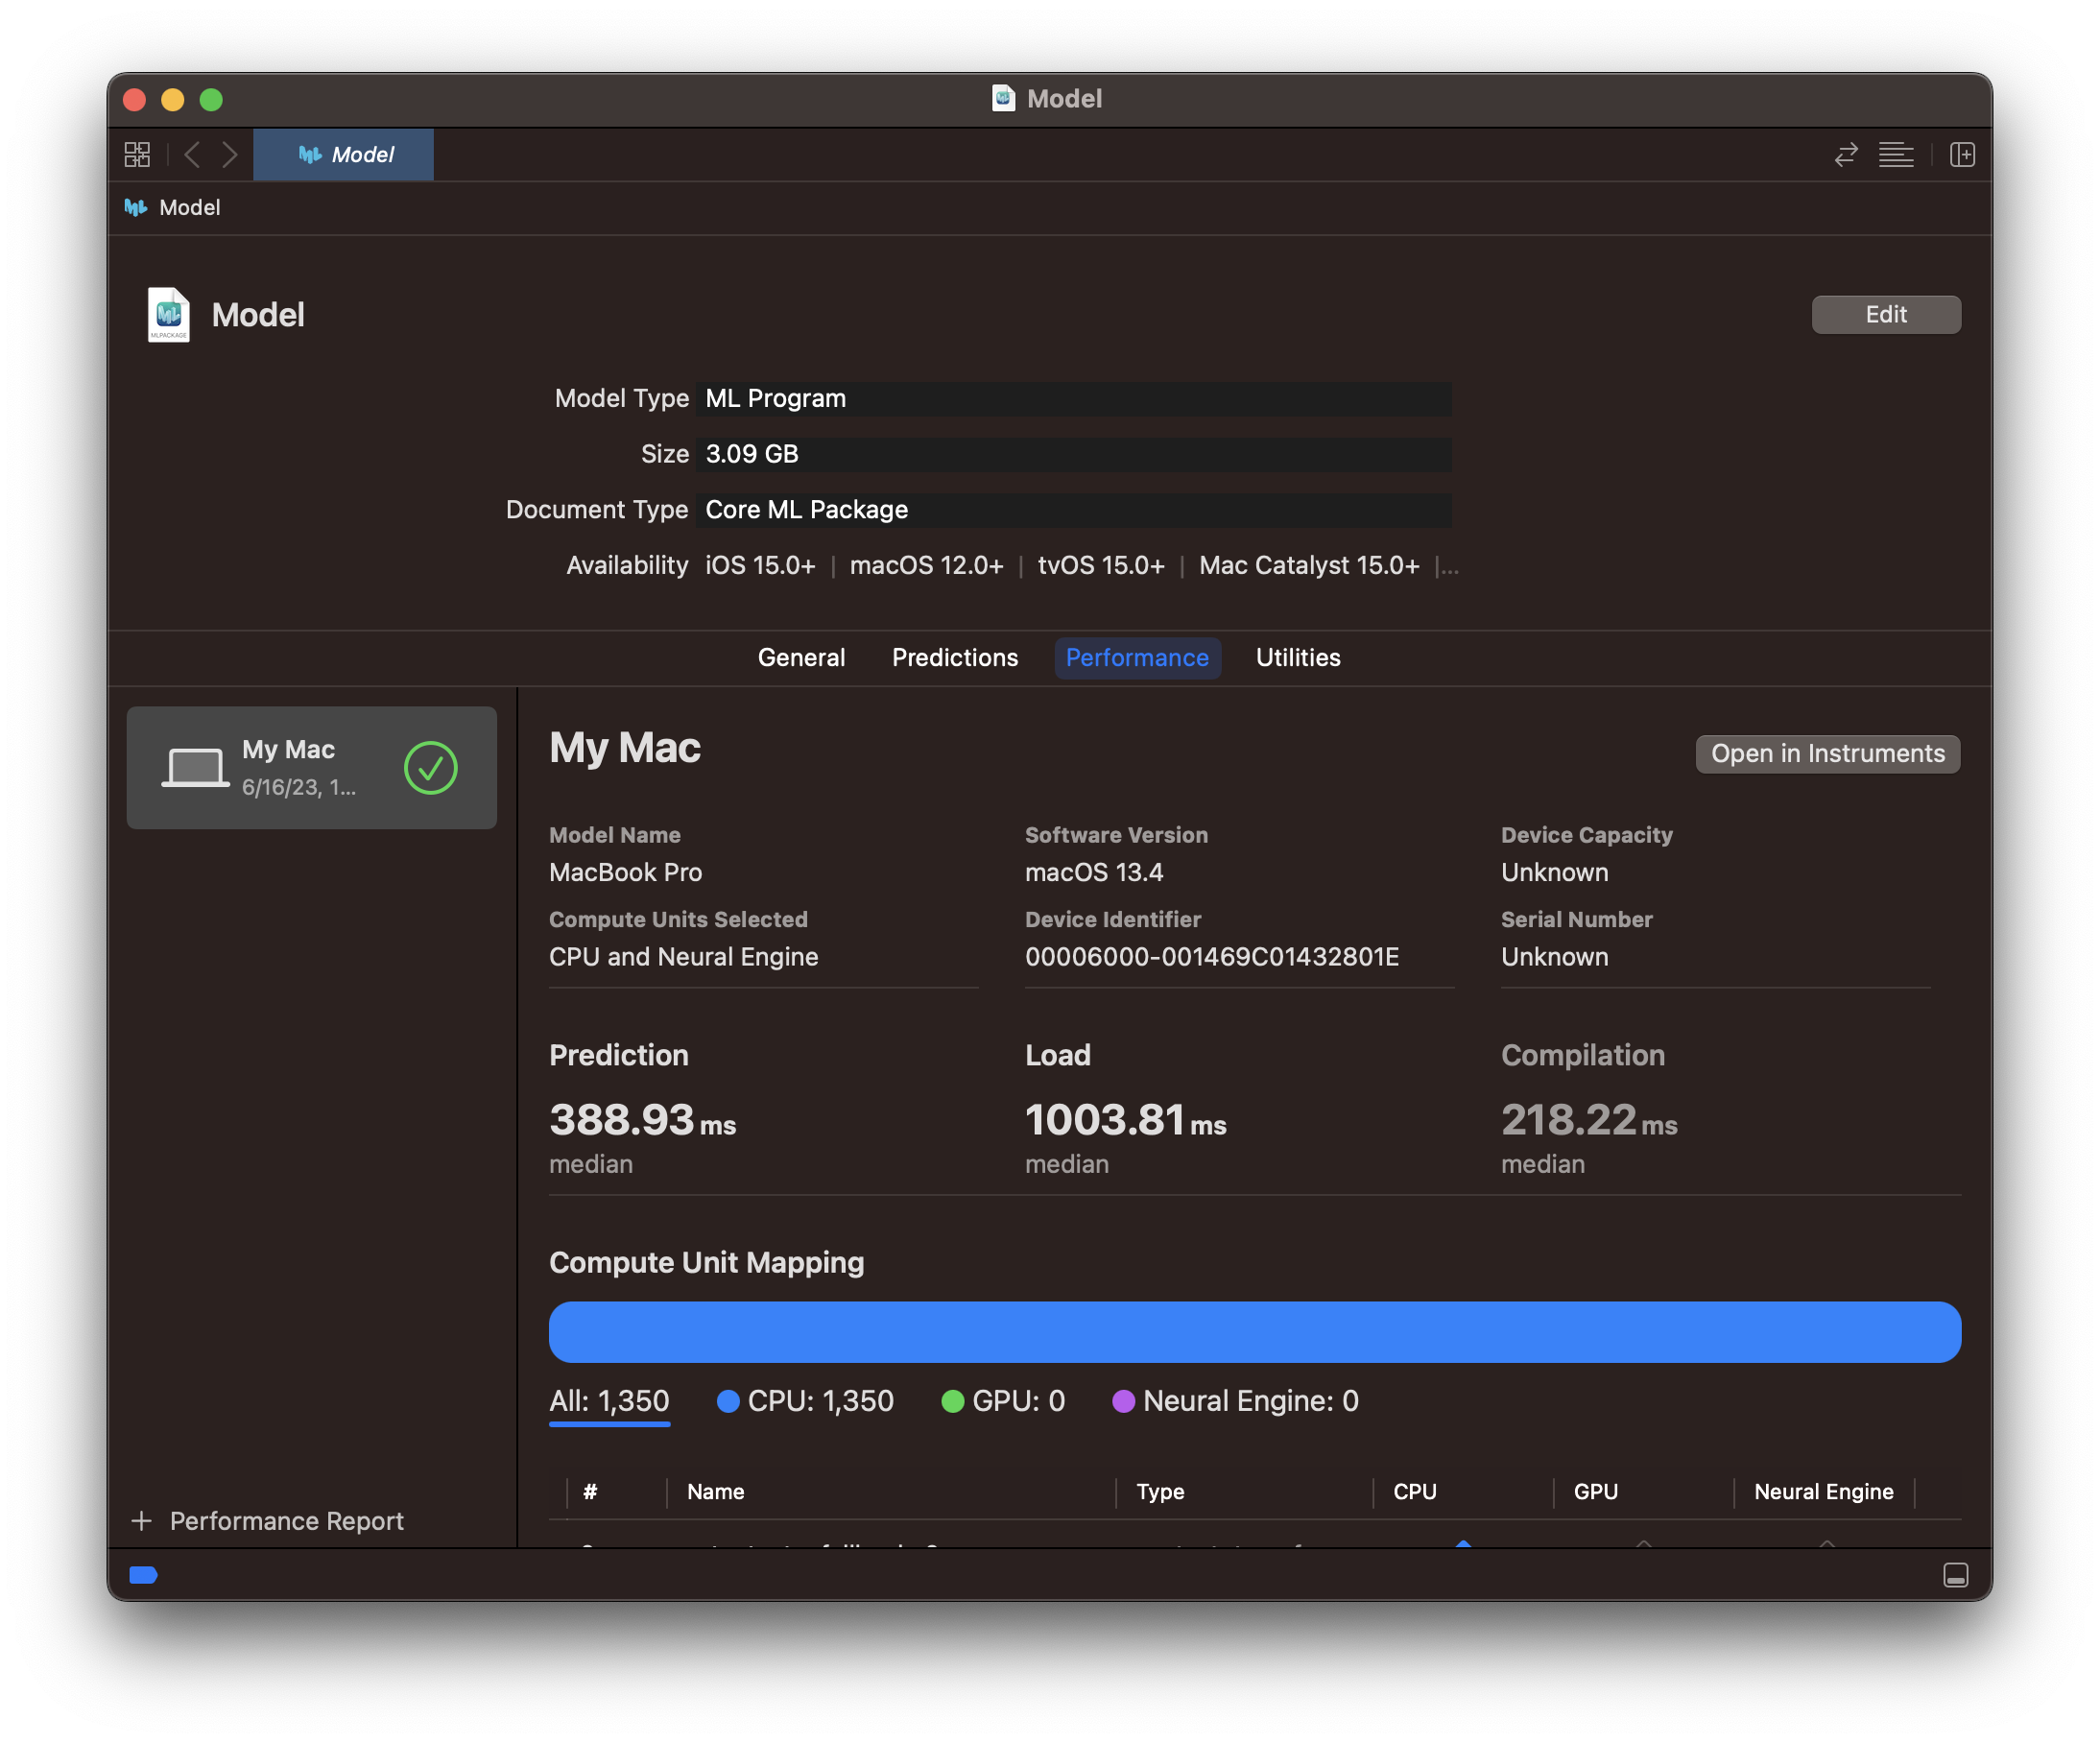 Model
Model
Model
Model
MLPACKAGE
Edit
Model Type ML Program
Size 3.09 GB
Document Type Core ML Package
Availability iOS 15.0+ | macOS 12.0+ | tvOS 15.0+ | Mac Catalyst 15.0+ |...
General Predictions Performance Utilities
My Mac
6/16/23, 1...
My Mac
Open in Instruments
Model Name Software Version Device Capacity
MacBook Pro macOS 13.4 Unknown
Compute Units Selected Device Identifier Serial Number
CPU and Neural Engine 00006000-001469C01432801E Unknown
Prediction Load Compilation
388.93 ms 1003.81 ms 218.22 ms
median median median
Compute Unit Mapping
All: 1,350 CPU: 1,350 GPU: 0 Neural Engine: 0
# Name Type CPU GPU Neural Engine
+ Performance Report